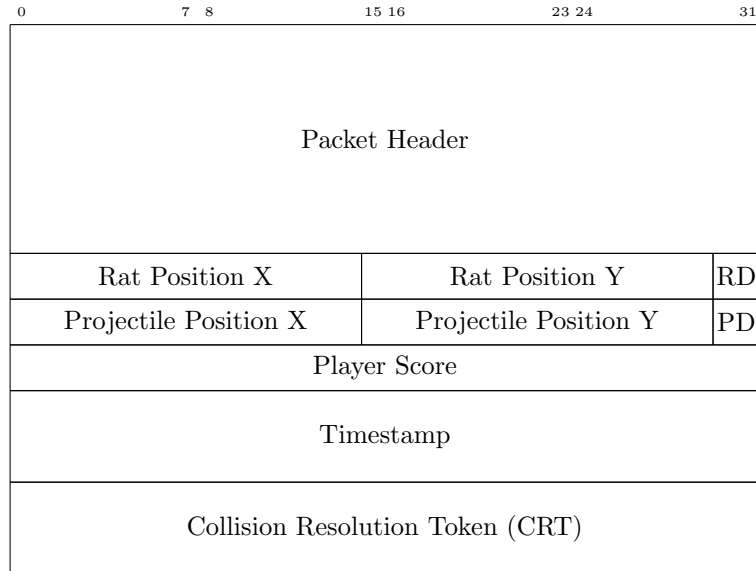 0 7 8 15 16 23 24 31
Packet Header
Rat Position X Rat Position Y RD
Projectile Position X Projectile Position Y PD
Player Score
Timestamp
Collision Resolution Token (CRT)